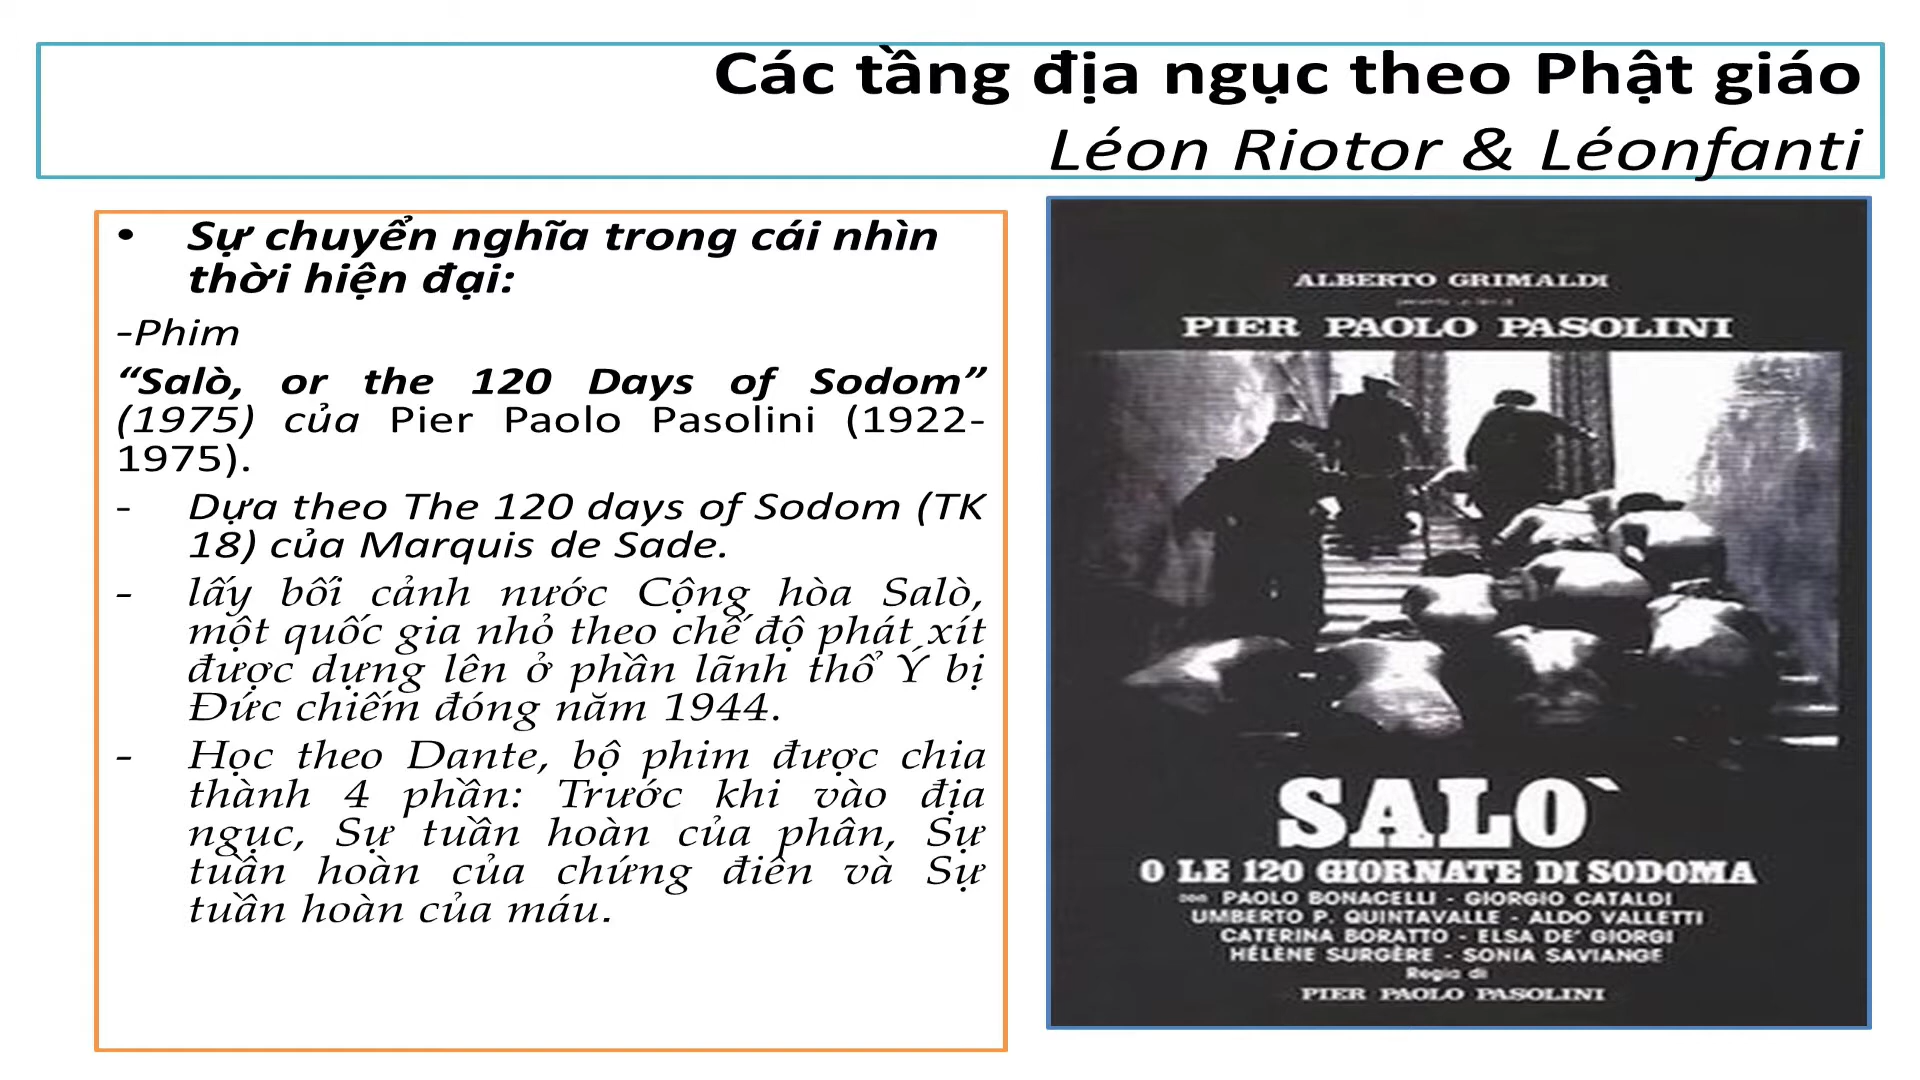 Các tầng địa ngục theo Phật giáo
Léon Riotor & Léonfanti
• Sự chuyển nghĩa trong cái nhìn
thời hiện đại:
-Phim
“Salò, or the 120 Days of Sodom”
(1975) của Pier Paolo Pasolini (1922-
1975).
- Dựa theo The 120 days of Sodom (TK
18) của Marquis de Sade.
- lấy bối cảnh nước Cộng hòa Salò,
một quốc gia nhỏ theo chế độ phát xít
được dựng lên ở phần lãnh thổ Ý bị
Đức chiếm đóng năm 1944.
- Học theo Dante, bộ phim được chia
thành 4 phần: Trước khi vào địa
ngục, Sự tuần hoàn của phân, Sự
tuần hoàn của chứng điên và Sự
tuần hoàn của máu.
ALBERTO GRIMALDI
PIER PAOLO PASOLINI
SALO`
O LE 120 GIORNATE DI SODOMA
con PAOLO BONACELLI - GIORGIO CATALDI
UMBERTO P. QUINTAVALLE - ALDO VALLETTI
CATERINA BORATTO - ELSA DE' GIORGI
HÉLÈNE SURGÈRE - SONIA SAVIANGE
Regia di
PIER PAOLO PASOLINI